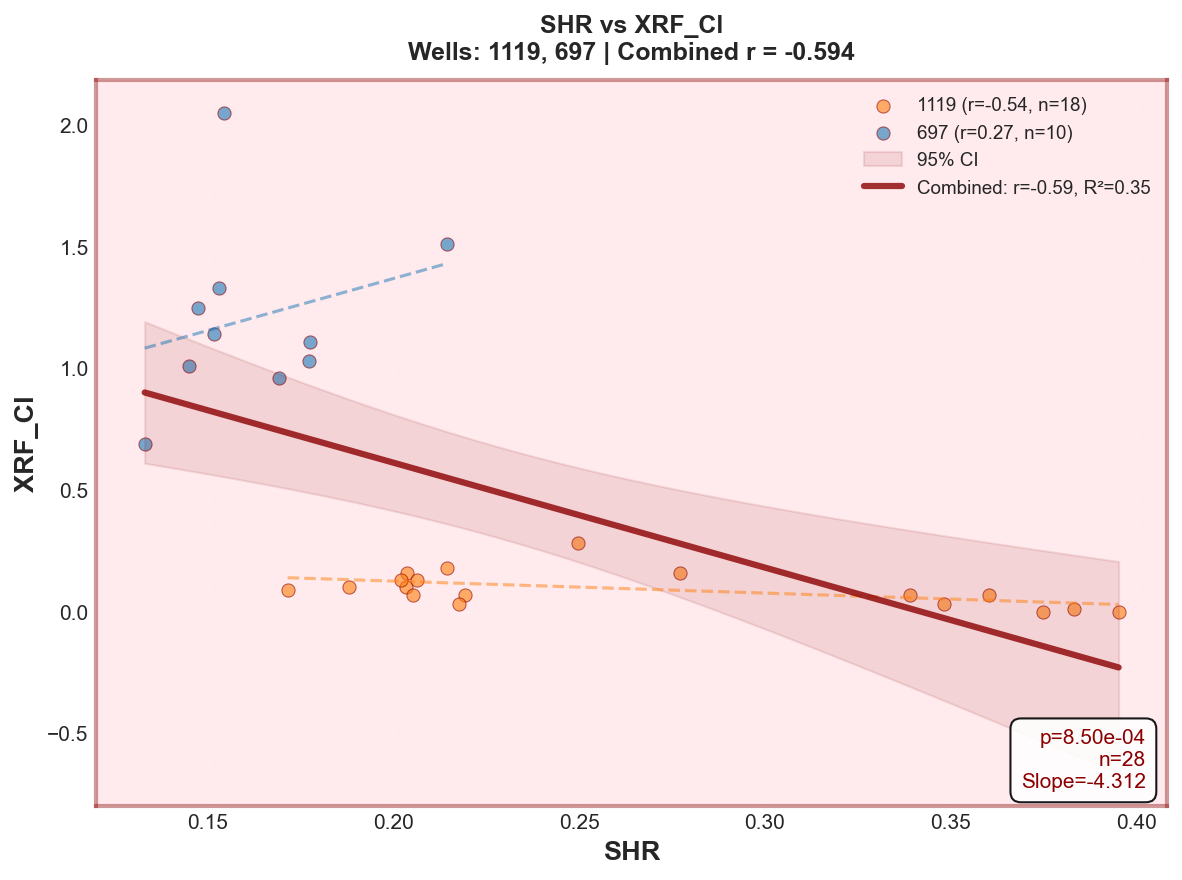 SHR vs XRF_Cl
Wells: 1119, 697 | Combined r = -0.594
1119 (r=-0.54, n=18)
697 (r=0.27, n=10)
95% CI
Combined: r=-0.59, R²=0.35
XRF_Cl
2.0
1.5
1.0
0.5
0.0
−0.5
p=8.50e-04
n=28
Slope=-4.312
0.15
0.20
0.25
0.30
0.35
0.40
SHR